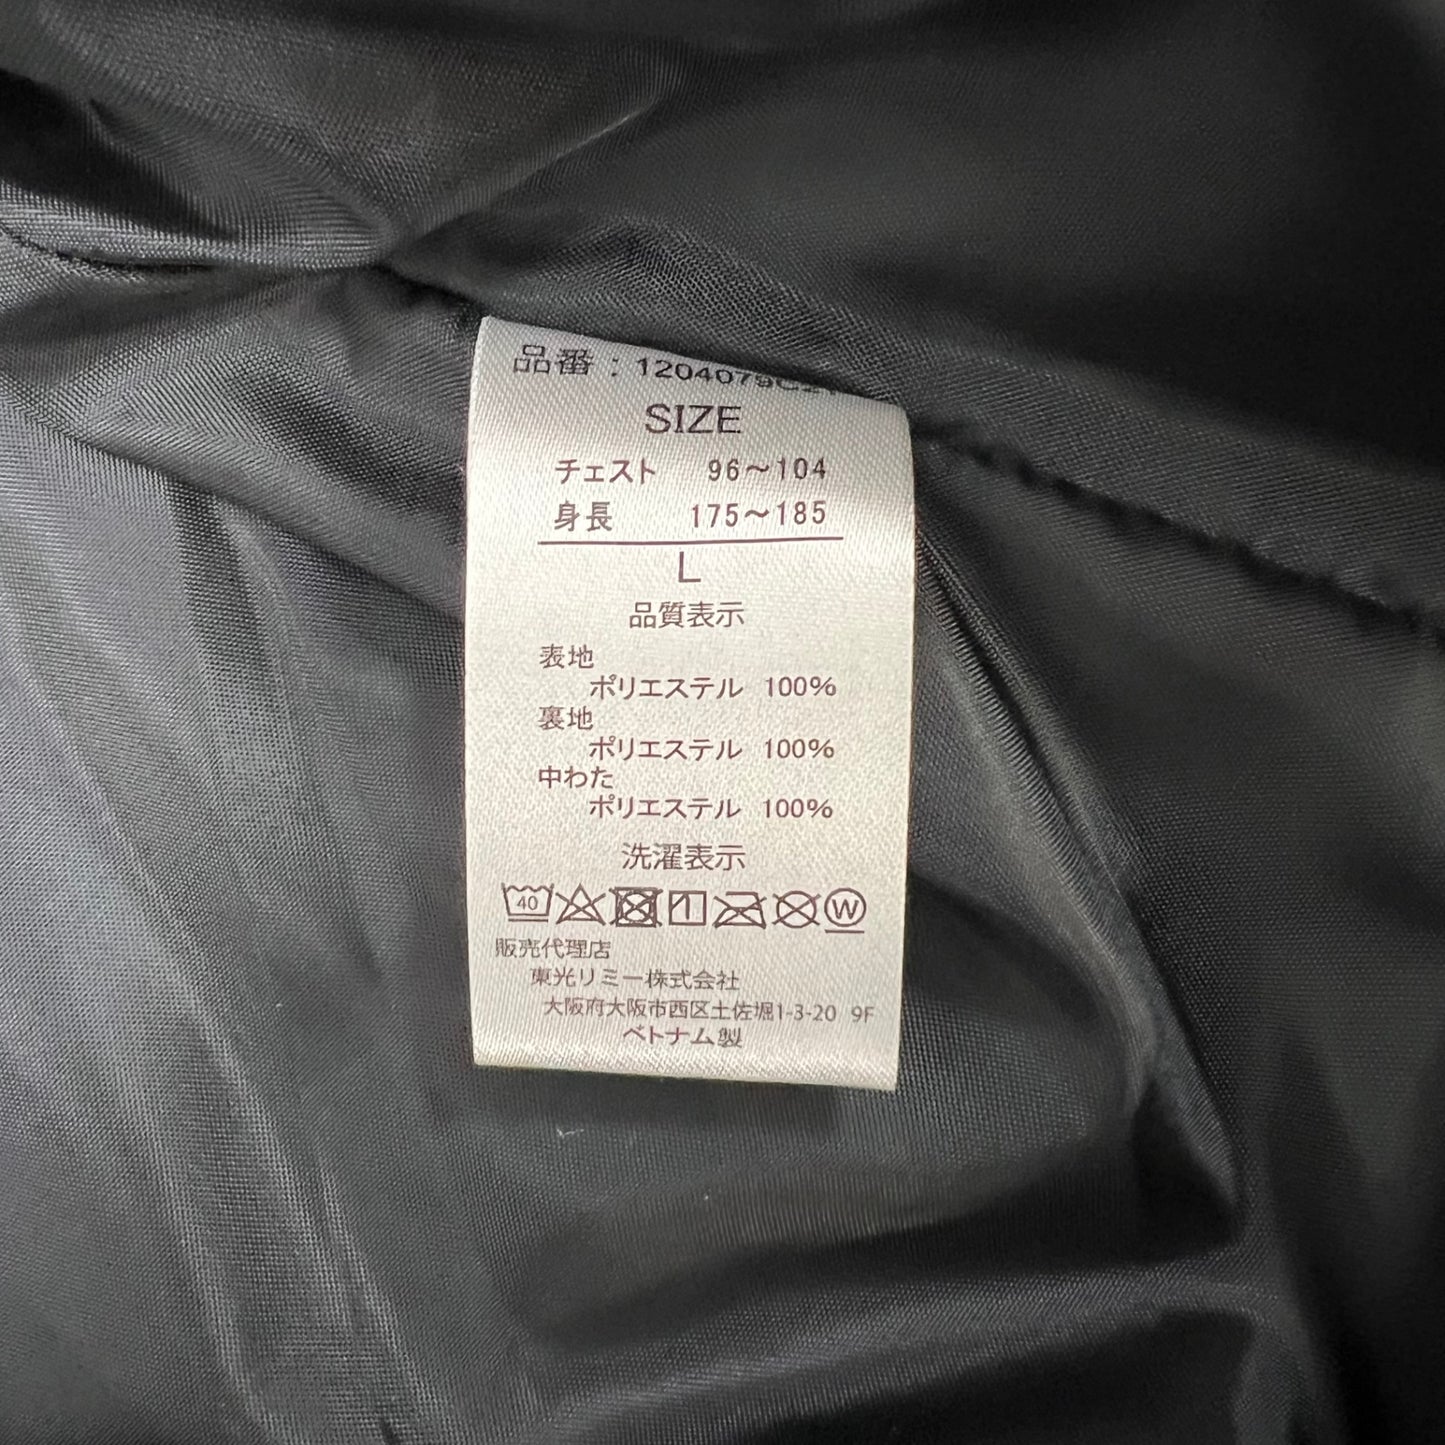 品番：1204079C
SIZE
チェスト 96～104
身長 175～185
L
品質表示
表地
ポリエステル 100%
裏地
ポリエステル 100%
中わた
ポリエステル 100%
洗濯表示
40 W
販売代理店
東光リミー株式会社
大阪府大阪市西区土佐堀1-3-20 9F
ベトナム製